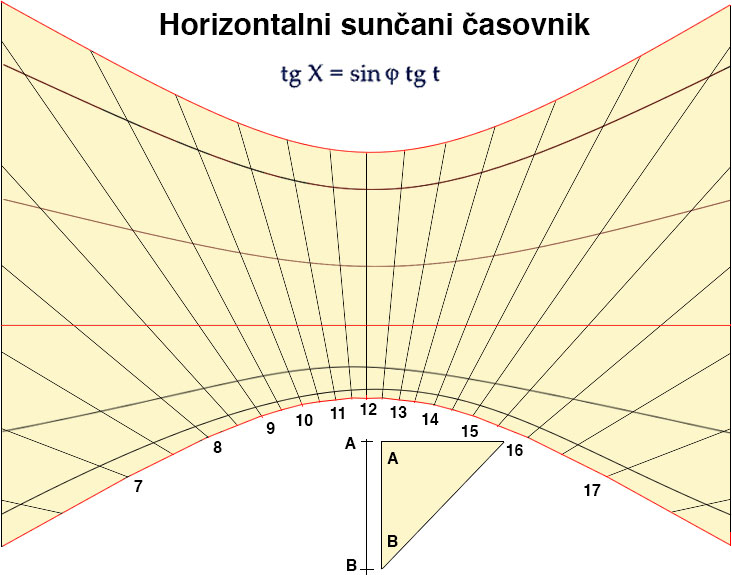 Horizontalni sunčani časovnik
tg X = sin φ tg t
7
8
9
10
11
12
13
14
15
16
17
A
A
B
B